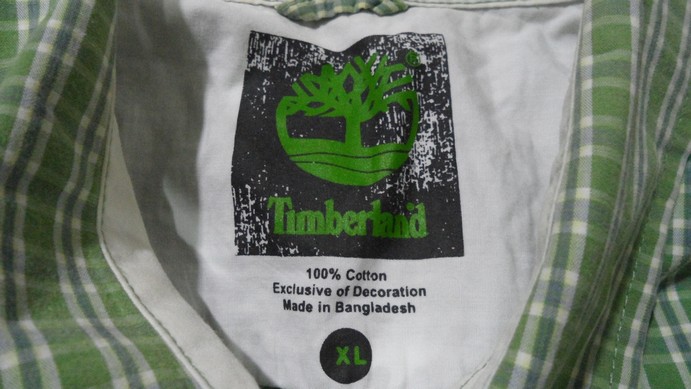 ®
Timberland
100% Cotton
Exclusive of Decoration
Made in Bangladesh
XL